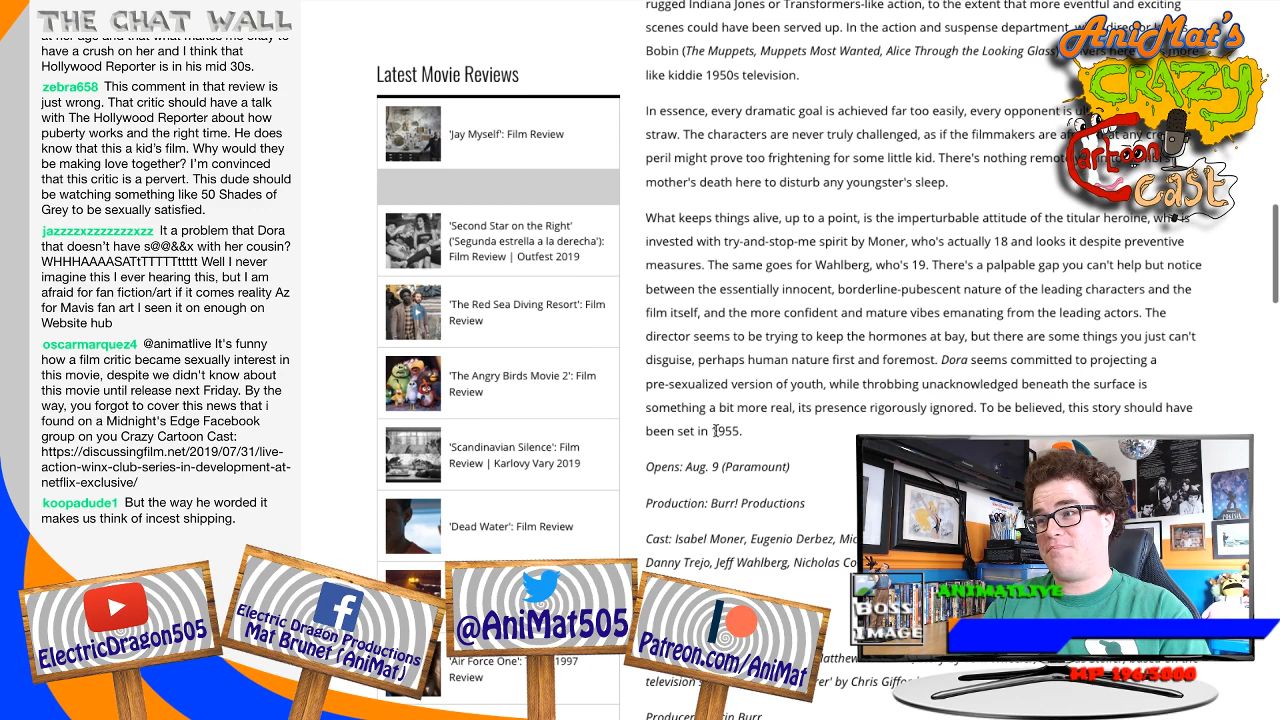 THE CHAT WALL
have a crush on her and I think that
Hollywood Reporter is in his mid 30s.
zebra658 This comment in that review is
just wrong. That critic should have a talk
with The Hollywood Reporter about how
puberty works and the right time. He does
know that this a kid's film. Why would they
be making love together? I'm convinced
that this critic is a pervert. This dude should
be watching something like 50 Shades of
Grey to be sexually satisfied.
jazzzzxzzzzzzzxzz It a problem that Dora
that doesn't have s@@&&x with her cousin?
WHHHAAAASATtTTTTTttttt Well I never
imagine this I ever hearing this, but I am
afraid for fan fiction/art if it comes reality Az
for Mavis fan art I seen it on enough on
Website hub
oscarmarquez4 @animatlive It's funny
how a film critic became sexually interest in
this movie, despite we didn't know about
this movie until release next Friday. By the
way, you forgot to cover this news that i
found on a Midnight's Edge Facebook
group on you Crazy Cartoon Cast:
https://discussingfilm.net/2019/07/31/live-
action-winx-club-series-in-development-at-
netflix-exclusive/
koopadude1 But the way he worded it
makes us think of incest shipping.
Latest Movie Reviews
'Jay Myself': Film Review
'Second Star on the Right'
('Segunda estrella a la derecha'):
Film Review | Outfest 2019
'The Red Sea Diving Resort': Film
Review
'The Angry Birds Movie 2': Film
Review
'Scandinavian Silence': Film
Review | Karlovy Vary 2019
'Dead Water': Film Review
'Air Force One': 1997
Review
rugged Indiana Jones or Transformers-like action, to the extent that more eventful and exciting
scenes could have been served up. In the action and suspense department,
Bobin (The Muppets, Muppets Most Wanted, Alice Through the Looking Glass) here
like kiddie 1950s television.
In essence, every dramatic goal is achieved far too easily, every opponent is
straw. The characters are never truly challenged, as if the filmmakers are any
peril might prove too frightening for some little kid. There's nothing
mother's death here to disturb any youngster's sleep.
What keeps things alive, up to a point, is the imperturbable attitude of the titular heroine, who is
invested with try-and-stop-me spirit by Moner, who's actually 18 and looks it despite preventive
measures. The same goes for Wahlberg, who's 19. There's a palpable gap you can't help but notice
between the essentially innocent, borderline-pubescent nature of the leading characters and the
film itself, and the more confident and mature vibes emanating from the leading actors. The
director seems to be trying to keep the hormones at bay, but there are some things you just can't
disguise, perhaps human nature first and foremost. Dora seems committed to projecting a
pre-sexualized version of youth, while throbbing unacknowledged beneath the surface is
something a bit more real, its presence rigorously ignored. To be believed, this story should have
been set in 1955.
Opens: Aug. 9 (Paramount)
Production: Burr! Productions
Cast: Isabel Moner, Eugenio Derbez,
Danny Trejo, Jeff Wahlberg, Nicholas
television
by Chris
Burr
AniMat's
CRAZY
Cartoon
Cast
ElectricDragon505
Electric Dragon Productions
Mat Brunet (AniMat)
@AniMat505
Patreon.com/AniMat
ANIMATLIVE
BOSS
IMAGE
HP 196/5000